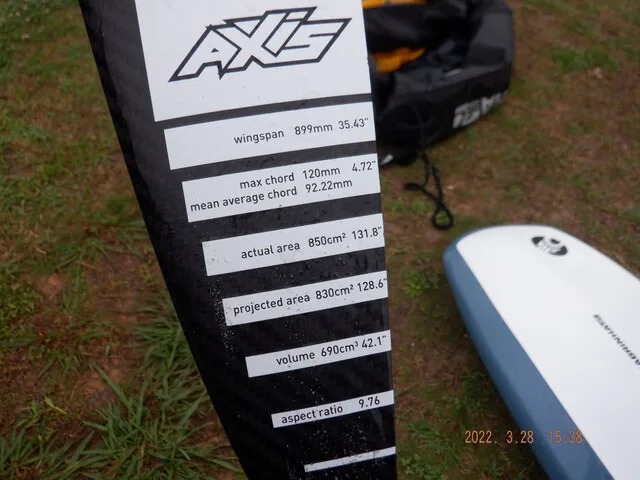 AXIS
wingspan 899mm 35.43"
max chord 120mm 4.72"
mean average chord 92.22mm
actual area 850cm² 131.8"
projected area 830cm² 128.6"
volume 690cm³ 42.1"
aspect ratio 9.76
2022. 3.28 15:38